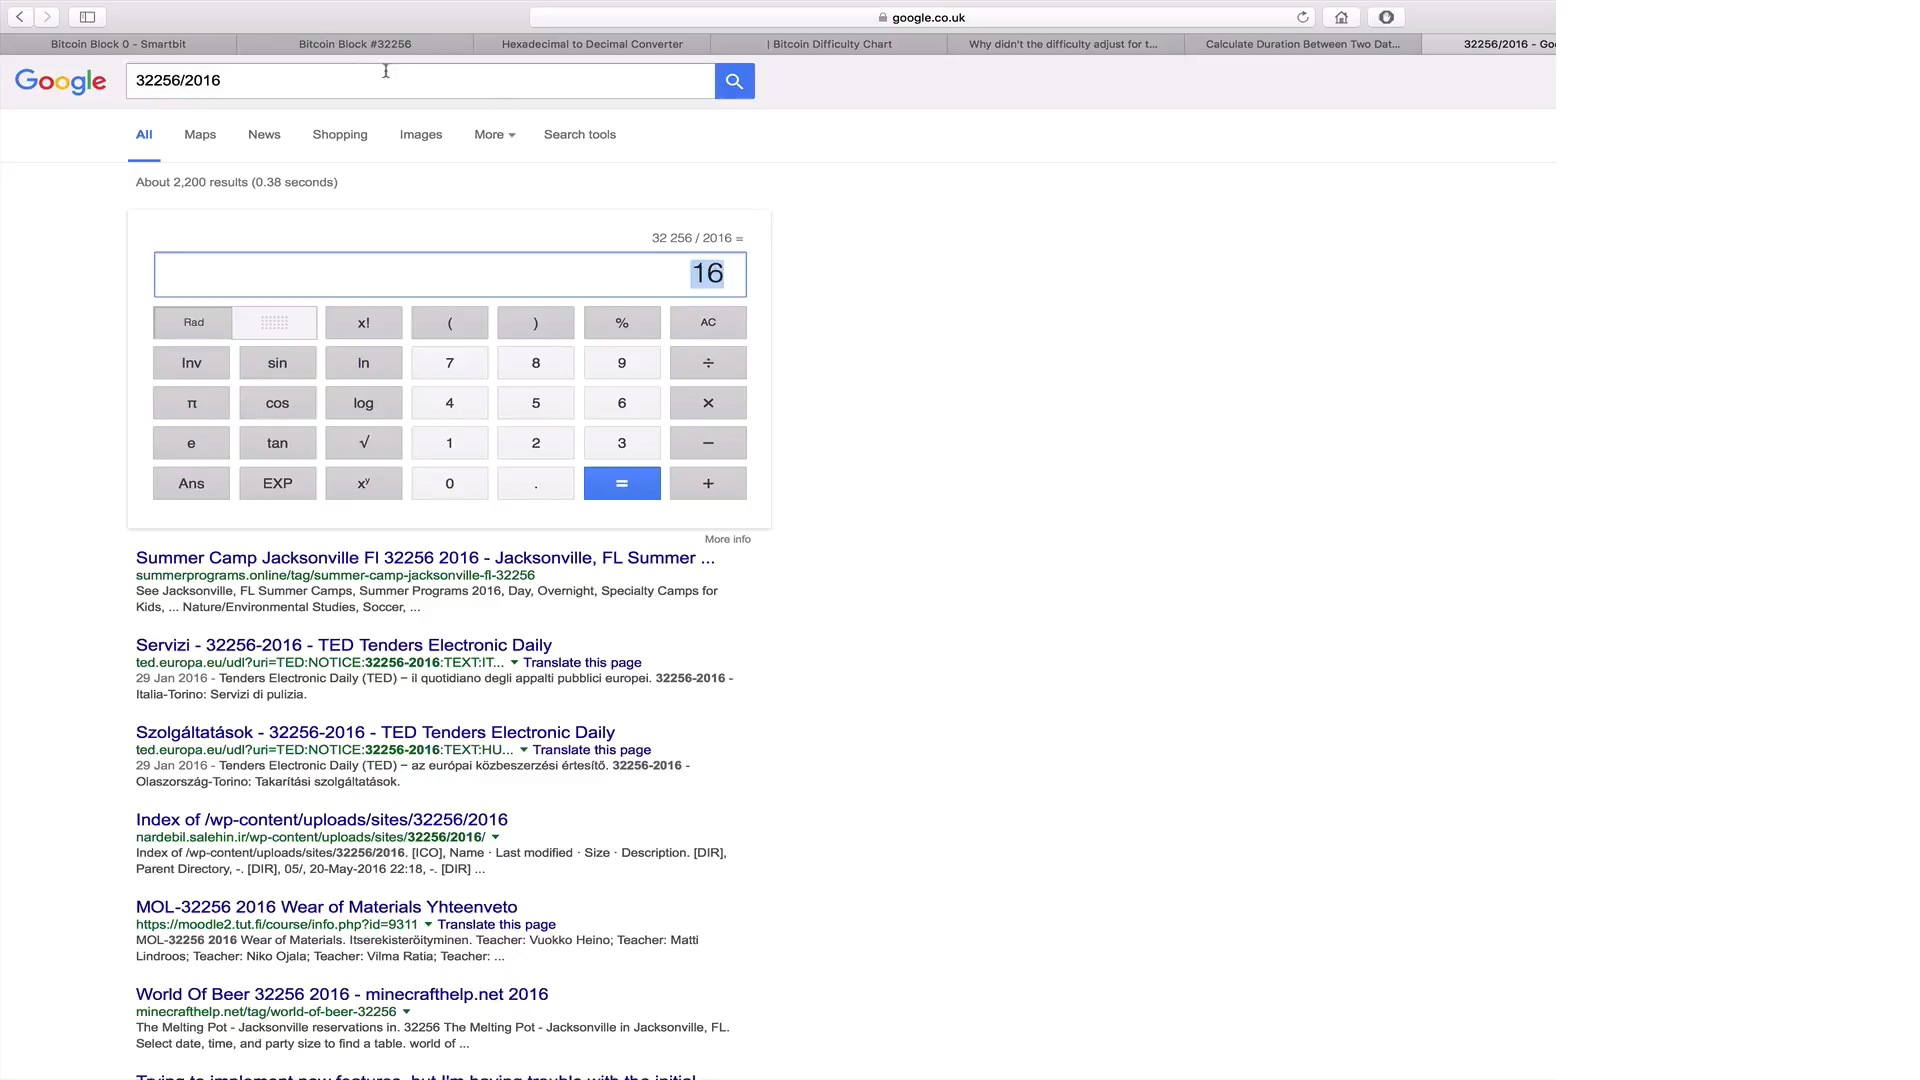 google.co.uk
Bitcoin Block 0 - Smartbit
Bitcoin Block #32256
Hexadecimal to Decimal Converter
| Bitcoin Difficulty Chart
Why didn't the difficulty adjust for t...
Calculate Duration Between Two Dat...
32256/2016 - Goo
Google
32256/2016
All Maps News Shopping Images More Search tools
About 2,200 results (0.38 seconds)
32 256 / 2016 =
16
Rad x! ( ) % AC
Inv sin ln 7 8 9 ÷
π cos log 4 5 6 ×
e tan √ 1 2 3 −
Ans EXP xʸ 0 . = +
More info
Summer Camp Jacksonville Fl 32256 2016 - Jacksonville, FL Summer ...
summerprograms.online/tag/summer-camp-jacksonville-fl-32256
See Jacksonville, FL Summer Camps, Summer Programs 2016, Day, Overnight, Specialty Camps for
Kids, ... Nature/Environmental Studies, Soccer, ...
Servizi - 32256-2016 - TED Tenders Electronic Daily
ted.europa.eu/udl?uri=TED:NOTICE:32256-2016:TEXT:IT... Translate this page
29 Jan 2016 - Tenders Electronic Daily (TED) − il quotidiano degli appalti pubblici europei. 32256-2016 -
Italia-Torino: Servizi di pulizia.
Szolgáltatások - 32256-2016 - TED Tenders Electronic Daily
ted.europa.eu/udl?uri=TED:NOTICE:32256-2016:TEXT:HU... Translate this page
29 Jan 2016 - Tenders Electronic Daily (TED) − az európai közbeszerzési értesítő. 32256-2016 -
Olaszország-Torino: Takarítási szolgáltatások.
Index of /wp-content/uploads/sites/32256/2016
nardebil.salehin.ir/wp-content/uploads/sites/32256/2016/
Index of /wp-content/uploads/sites/32256/2016. [ICO], Name · Last modified · Size · Description. [DIR],
Parent Directory, -. [DIR], 05/, 20-May-2016 22:18, -. [DIR] ...
MOL-32256 2016 Wear of Materials Yhteenveto
https://moodle2.tut.fi/course/info.php?id=9311 Translate this page
MOL-32256 2016 Wear of Materials. Itserekisteröityminen. Teacher: Vuokko Heino; Teacher: Matti
Lindroos; Teacher: Niko Ojala; Teacher: Vilma Ratia; Teacher: ...
World Of Beer 32256 2016 - minecrafthelp.net 2016
minecrafthelp.net/tag/world-of-beer-32256
The Melting Pot - Jacksonville reservations in. 32256 The Melting Pot - Jacksonville in Jacksonville, FL.
Select date, time, and party size to find a table. world of ...
Trying to implement new features, but I'm having trouble with the initial